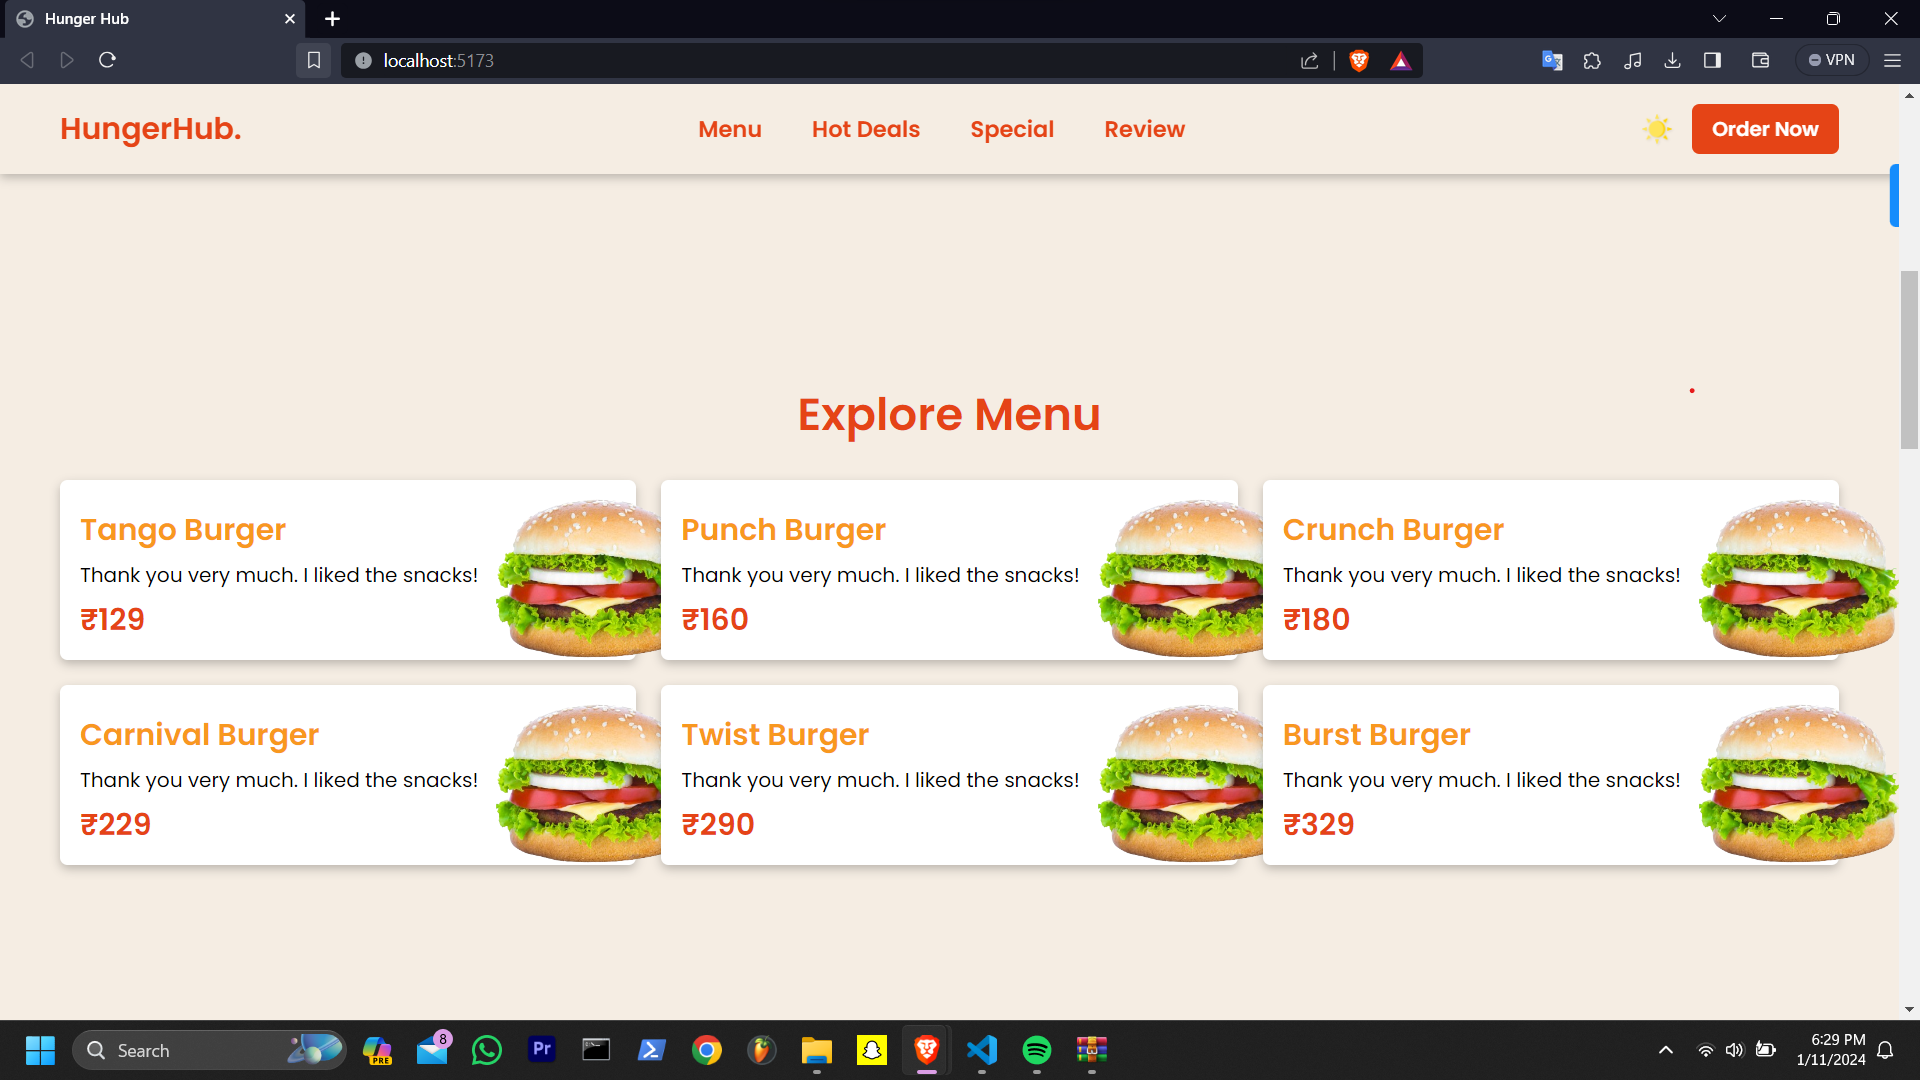 Hunger Hub
localhost:5173
VPN
HungerHub.
Menu
Hot Deals
Special
Review
Order Now
Explore Menu
Tango Burger
Thank you very much. I liked the snacks!
₹129
Punch Burger
Thank you very much. I liked the snacks!
₹160
Crunch Burger
Thank you very much. I liked the snacks!
₹180
Carnival Burger
Thank you very much. I liked the snacks!
₹229
Twist Burger
Thank you very much. I liked the snacks!
₹290
Burst Burger
Thank you very much. I liked the snacks!
₹329
Search
PRE
8
Pr
6:29 PM
1/11/2024